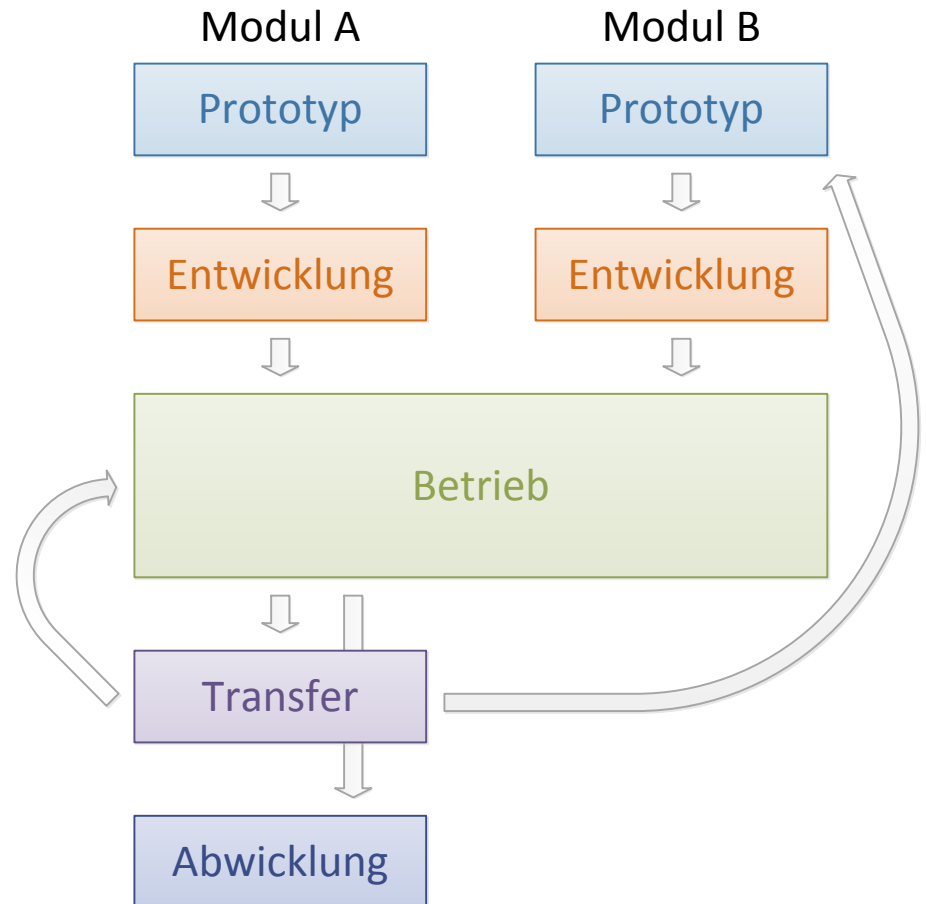 Modul A
Modul B
Prototyp
Prototyp
Entwicklung
Entwicklung
Betrieb
Transfer
Abwicklung